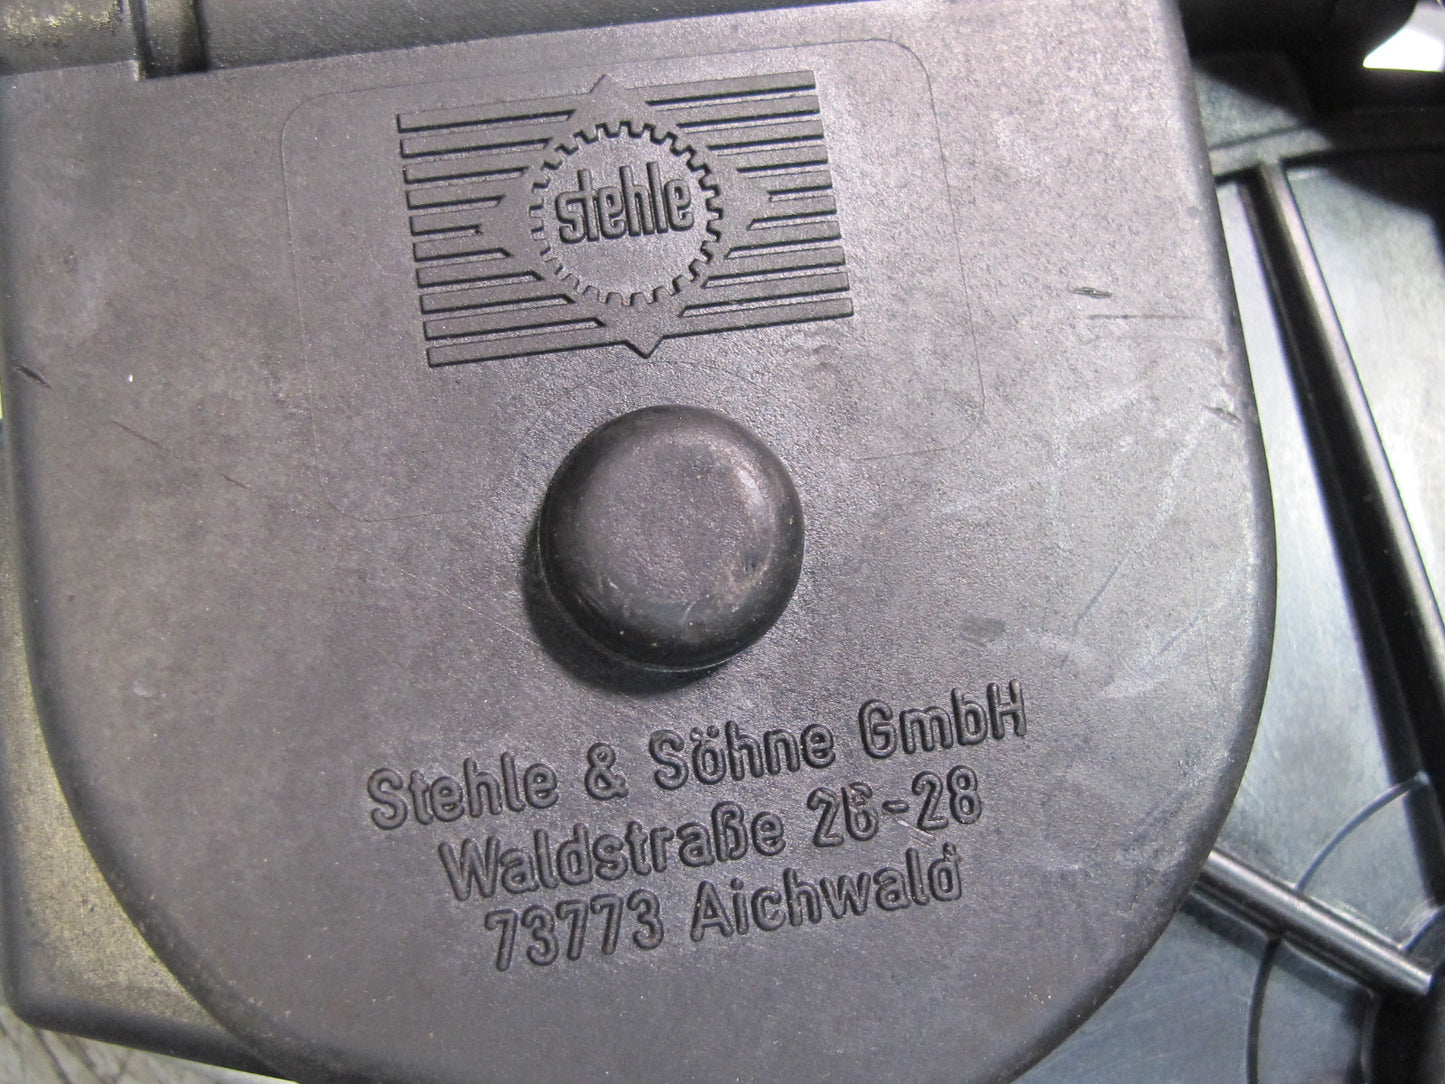 stehle
Stehle & Söhne GmbH
Waldstraße 26-28
73773 Aichwald